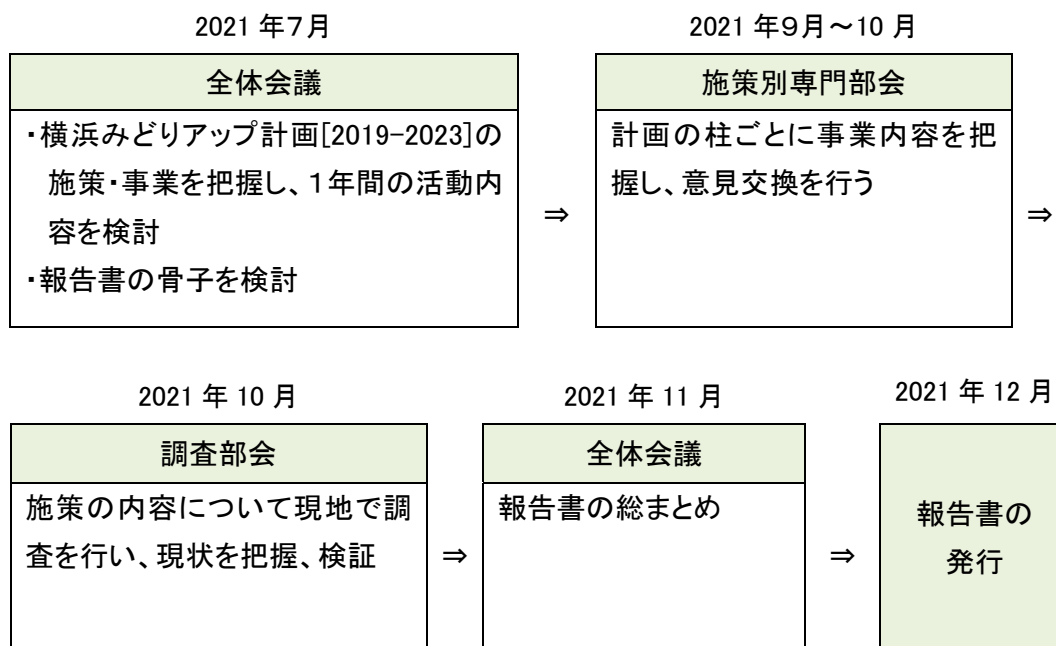 2021 年７月
全体会議
・横浜みどりアップ計画[2019-2023]の
施策・事業を把握し、１年間の活動内
容を検討
・報告書の骨子を検討
⇒
2021 年９月～10 月
施策別専門部会
計画の柱ごとに事業内容を把
握し、意見交換を行う
⇒
2021 年 10 月
調査部会
施策の内容について現地で調
査を行い、現状を把握、検証
⇒
2021 年 11 月
全体会議
報告書の総まとめ
⇒
2021 年 12 月
報告書の
発行